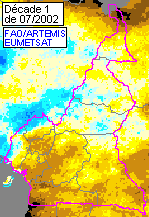 Décade 1
de 07/2002
FAO/ARTEMIS
EUMETSAT